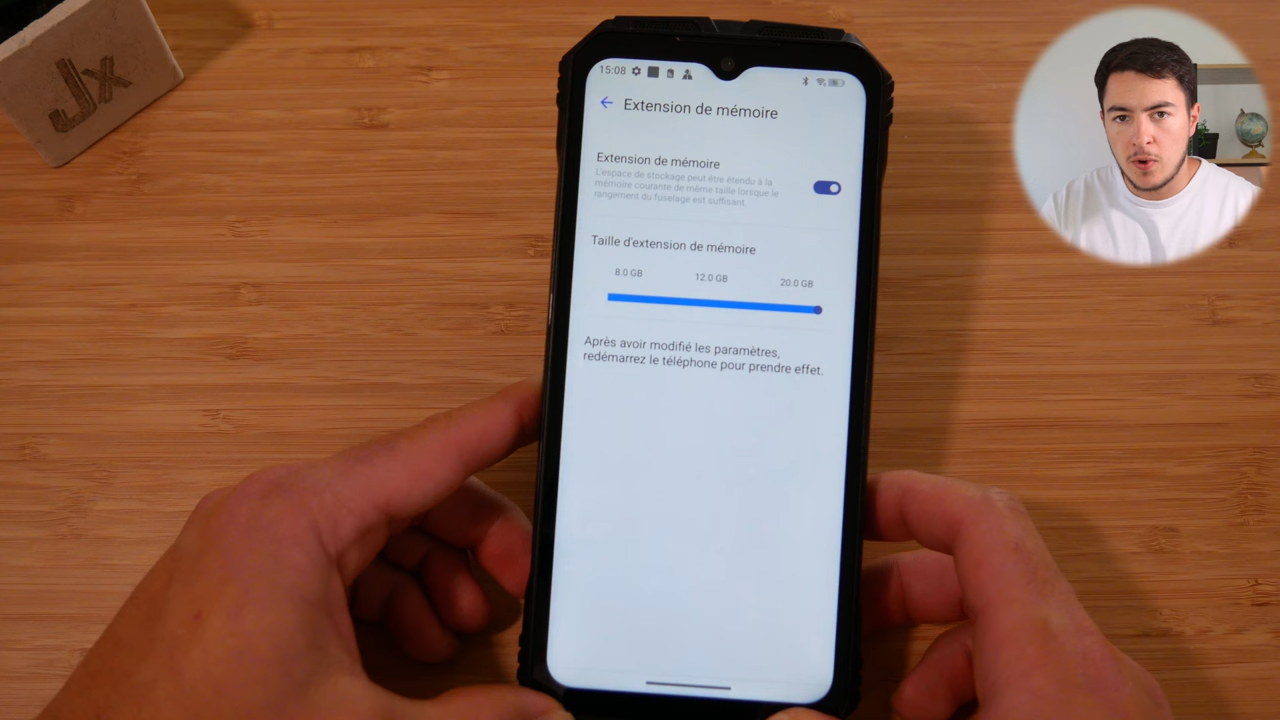 Jx
15:08
Extension de mémoire
Extension de mémoire
L'espace de stockage peut être étendu à la
mémoire courante de même taille lorsque le
rangement du fuselage est suffisant.
Taille d'extension de mémoire
8.0 GB 12.0 GB 20.0 GB
Après avoir modifié les paramètres,
redémarrez le téléphone pour prendre effet.